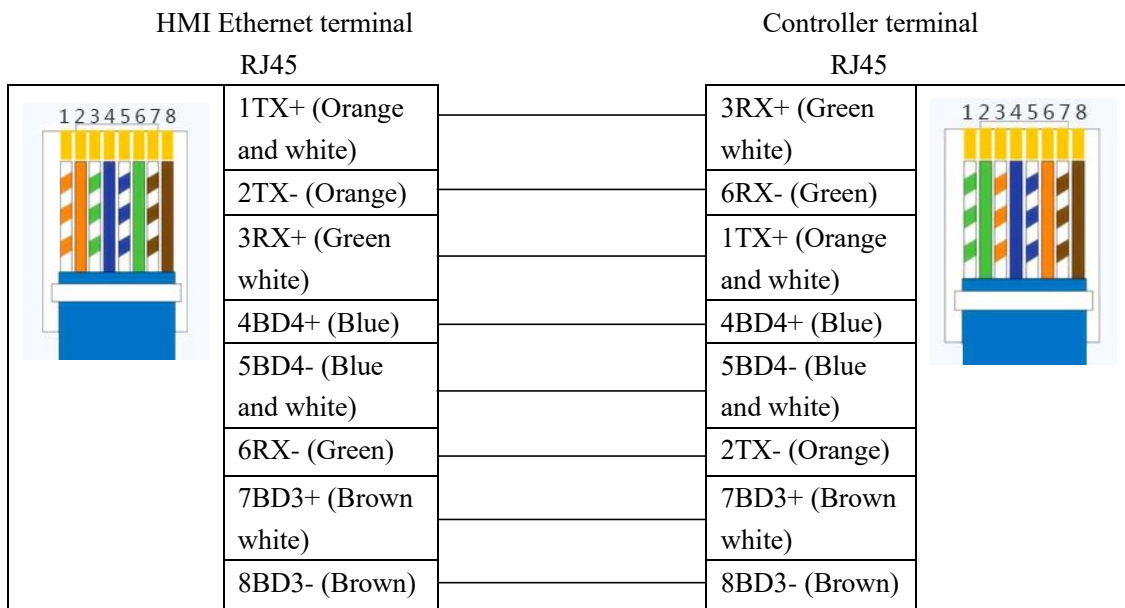 HMI Ethernet terminal
RJ45
Controller terminal
RJ45
12345678
1TX+ (Orange
and white)
3RX+ (Green
white)
12345678
2TX- (Orange)
6RX- (Green)
3RX+ (Green
white)
1TX+ (Orange
and white)
4BD4+ (Blue)
4BD4+ (Blue)
5BD4- (Blue
and white)
5BD4- (Blue
and white)
6RX- (Green)
2TX- (Orange)
7BD3+ (Brown
white)
7BD3+ (Brown
white)
8BD3- (Brown)
8BD3- (Brown)